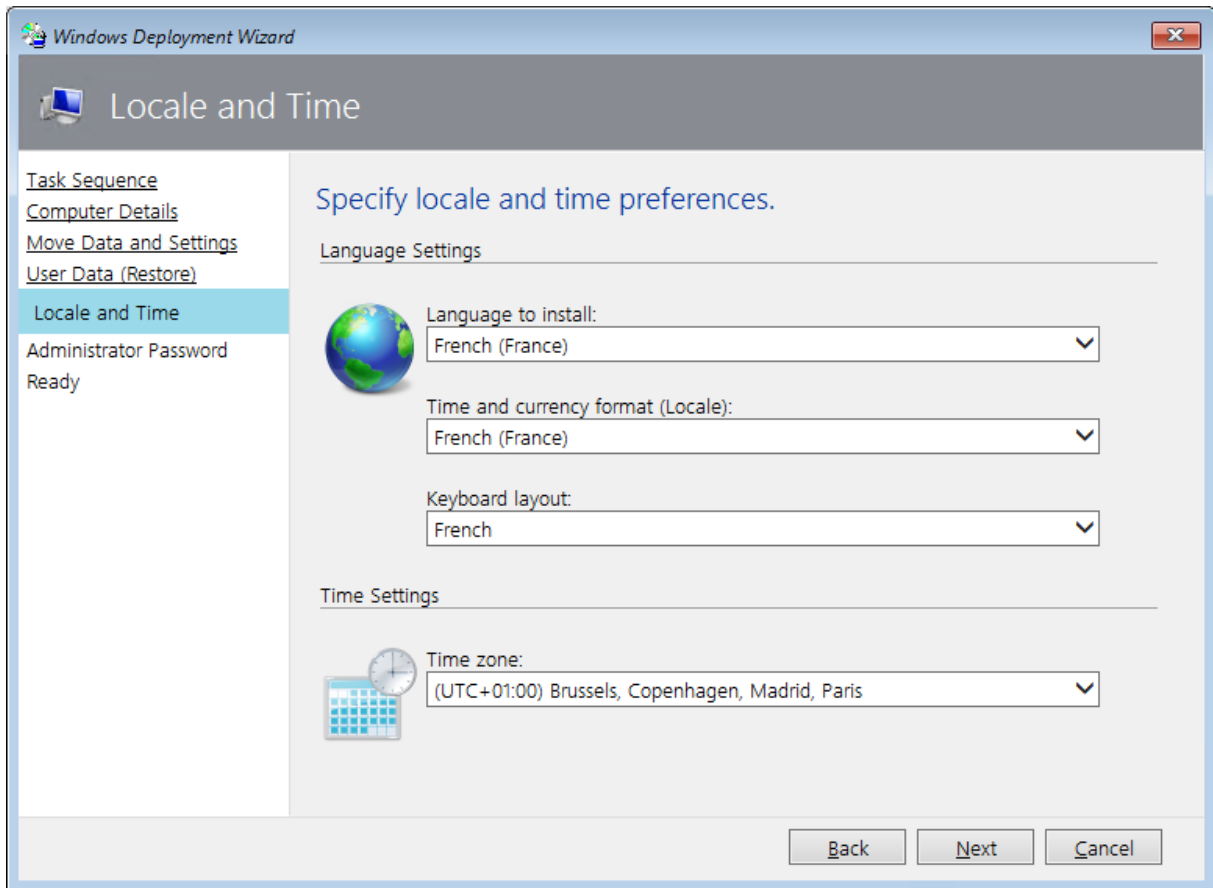 Windows Deployment Wizard
Locale and Time
Task Sequence
Computer Details
Move Data and Settings
User Data (Restore)
Locale and Time
Administrator Password
Ready
Specify locale and time preferences.
Language Settings
Language to install:
French (France)
Time and currency format (Locale):
French (France)
Keyboard layout:
French
Time Settings
Time zone:
(UTC+01:00) Brussels, Copenhagen, Madrid, Paris
Back Next Cancel